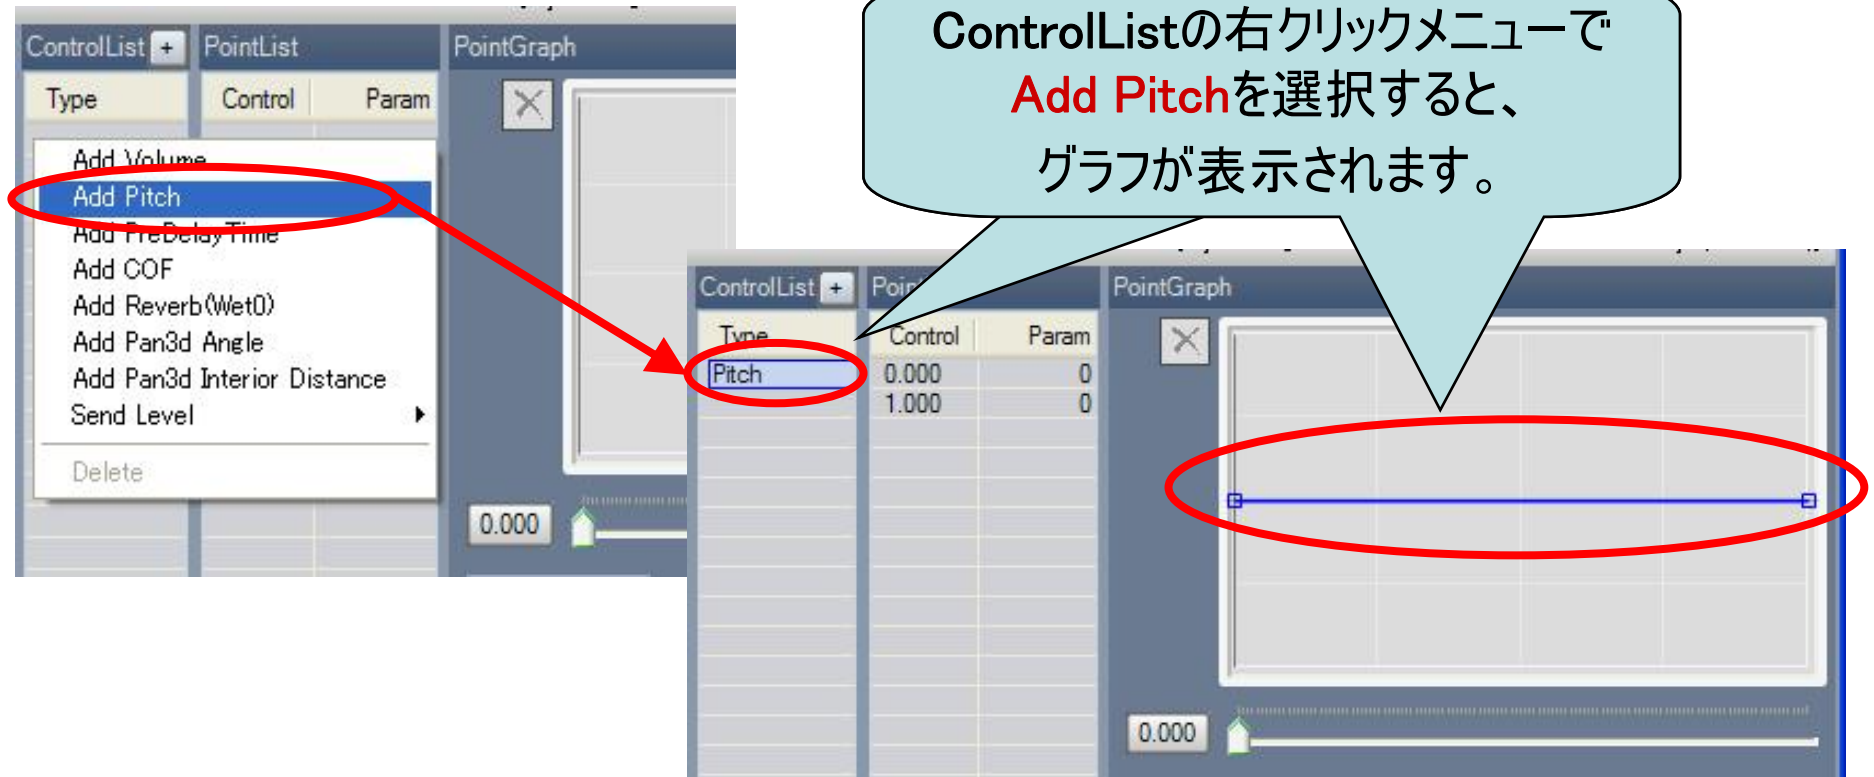 ControlListの右クリックメニューで
Add Pitchを選択すると、
グラフが表示されます。
ControlList + PointList PointGraph
Type Control Param
Add Volume
Add Pitch
Add PreDelayTime
Add COF
Add Reverb(Wet0)
Add Pan3d Angle
Add Pan3d Interior Distance
Send Level
Delete
0.000
ControlList + PointGraph
Type Control Param
Pitch 0.000 0
1.000 0
0.000